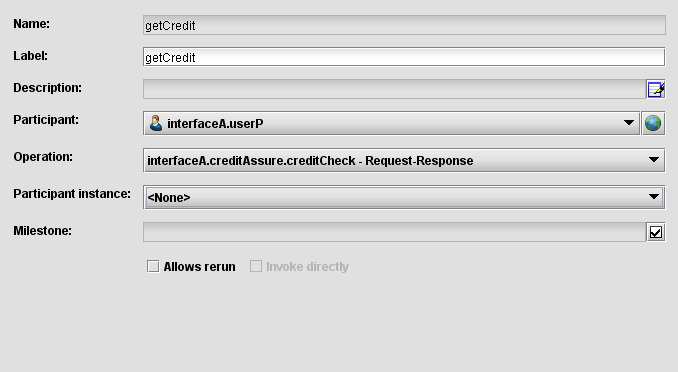 Name: getCredit
Label: getCredit
Description:
Participant: interfaceA.userP
Operation: interfaceA.creditAssure.creditCheck - Request-Response
Participant instance: <None>
Milestone:
Allows rerun Invoke directly